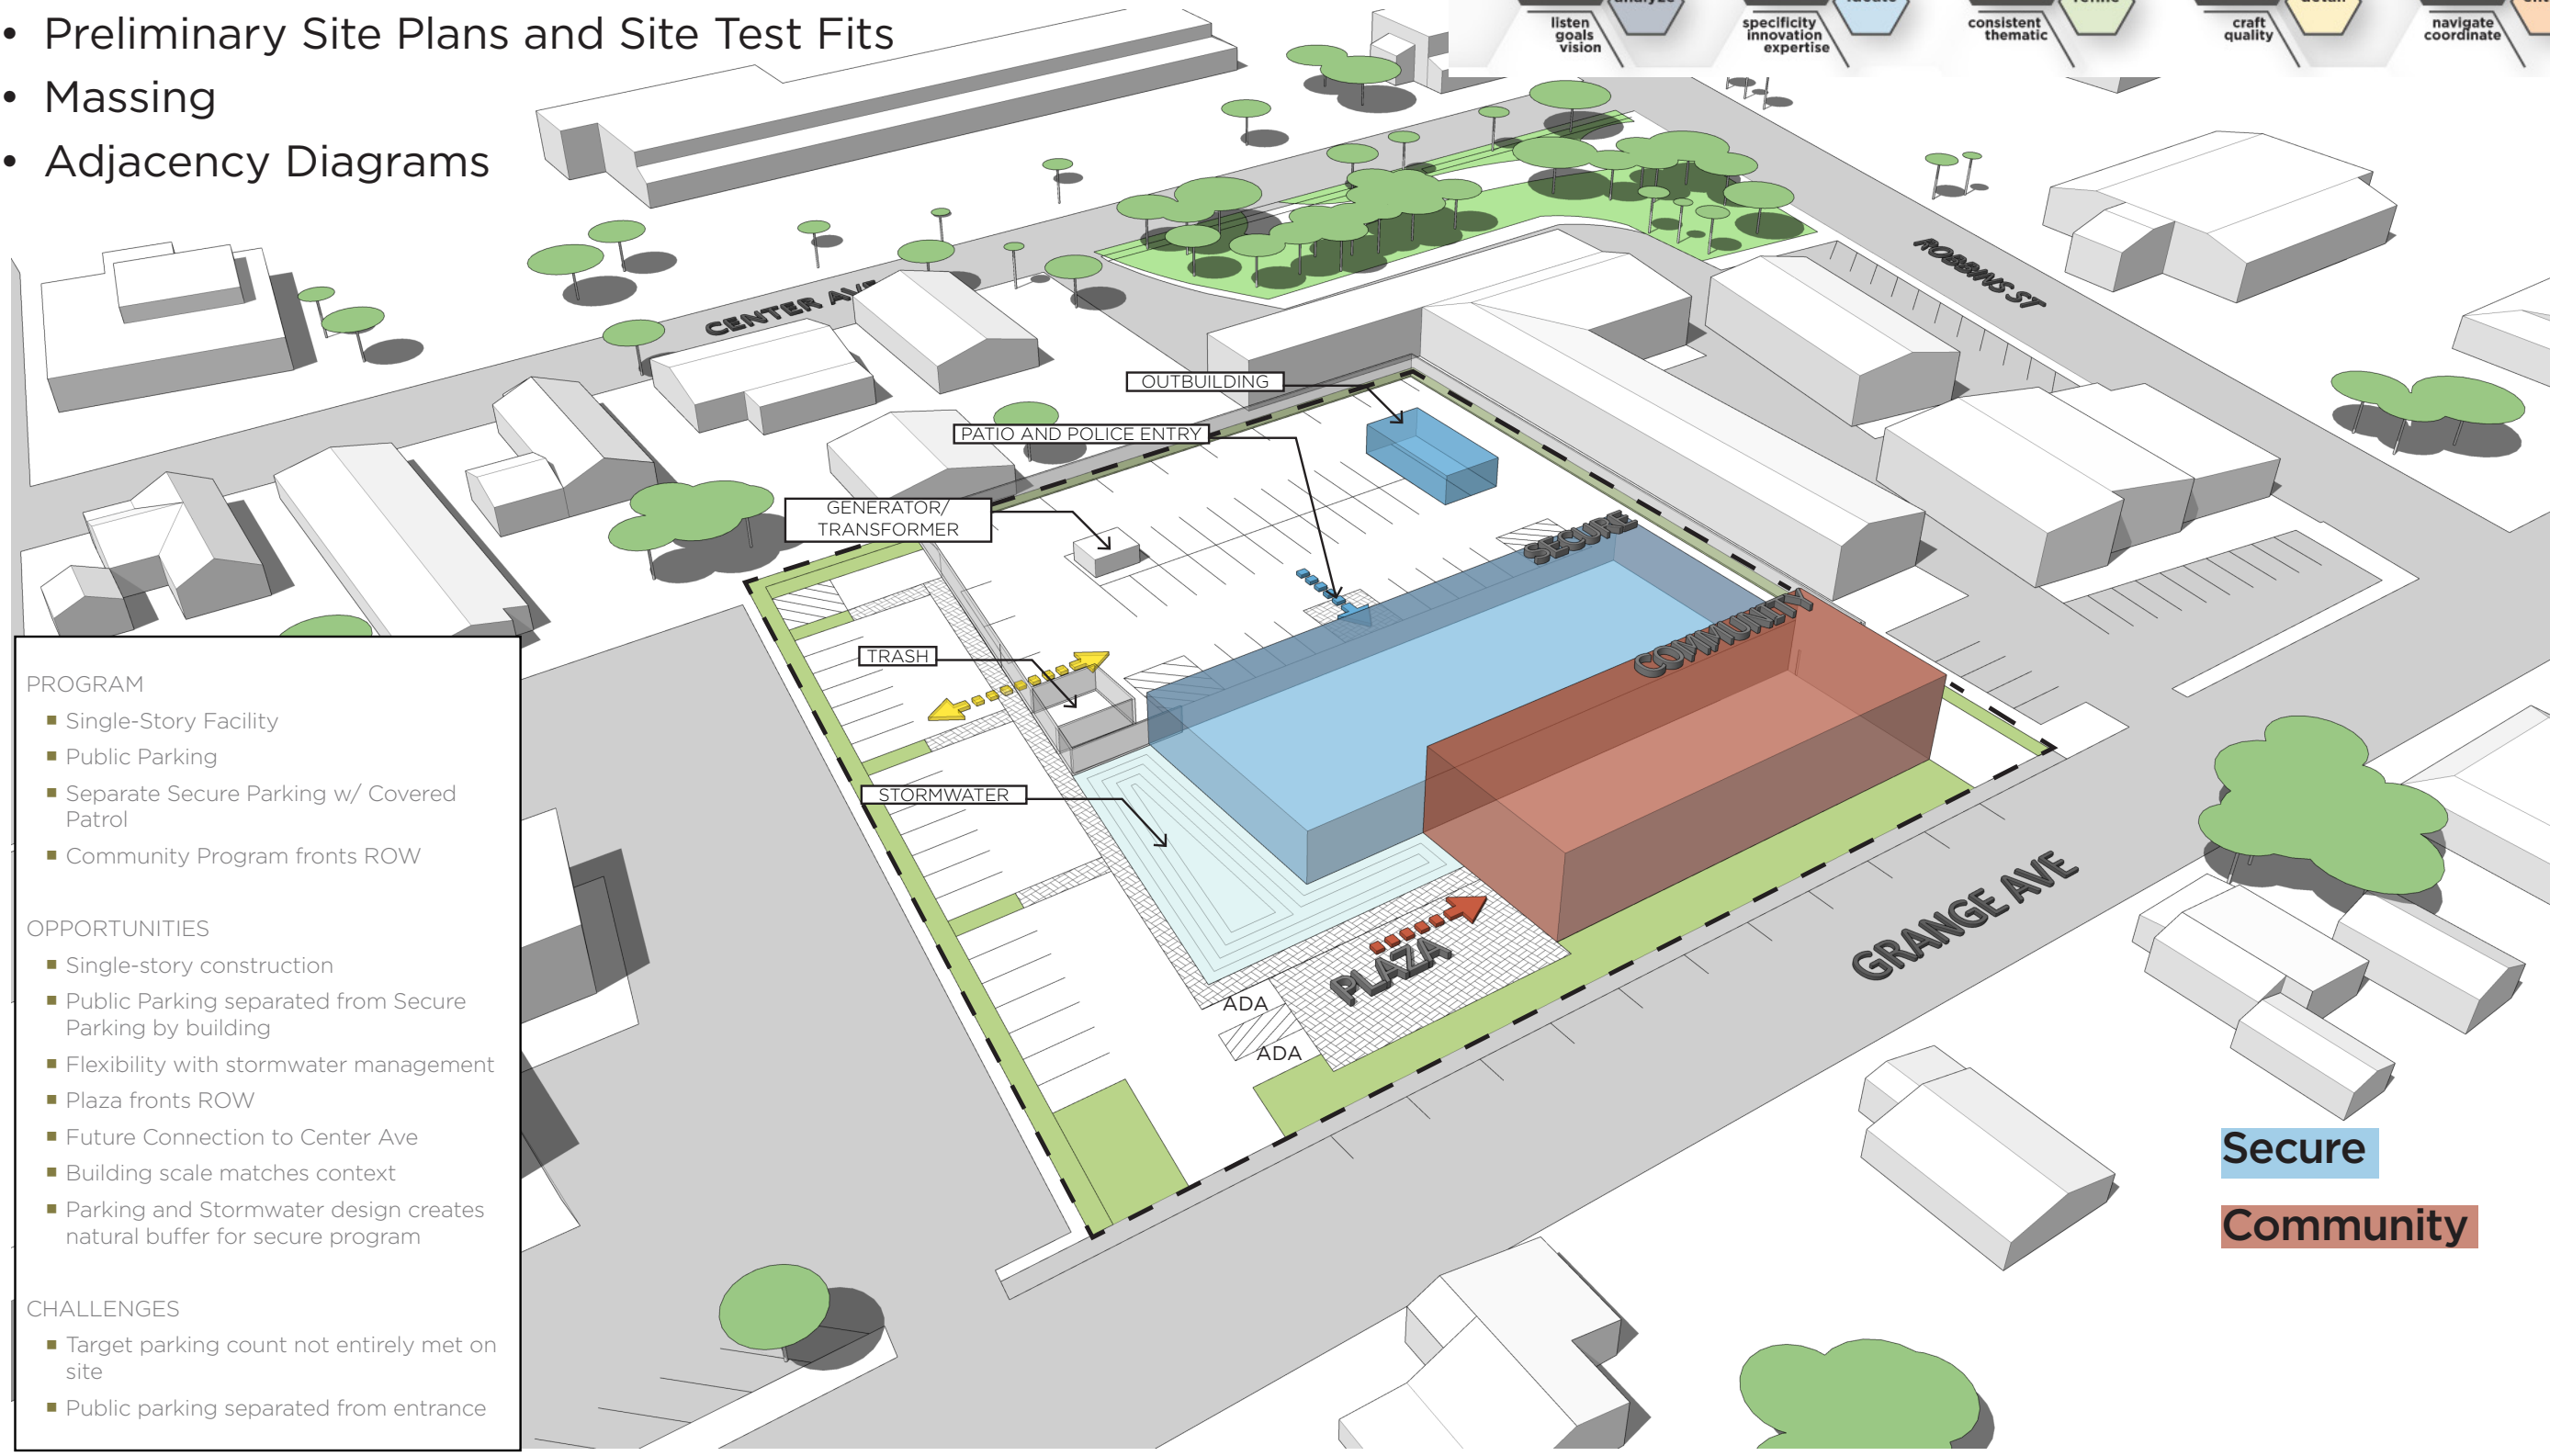 • Preliminary Site Plans and Site Test Fits
• Massing
• Adjacency Diagrams
analyze
listen
goals
vision
specificity
innovation
expertise
refine
consistent
thematic
detail
craft
quality
navigate
coordinate
CENTER AVE
ROBBINS ST
OUTBUILDING
PATIO AND POLICE ENTRY
GENERATOR/
TRANSFORMER
SECURE
COMMUNITY
TRASH
STORMWATER
PLAZA
ADA
ADA
GRANGE AVE
PROGRAM
▪ Single-Story Facility
▪ Public Parking
▪ Separate Secure Parking w/ Covered
Patrol
▪ Community Program fronts ROW
OPPORTUNITIES
▪ Single-story construction
▪ Public Parking separated from Secure
Parking by building
▪ Flexibility with stormwater management
▪ Plaza fronts ROW
▪ Future Connection to Center Ave
▪ Building scale matches context
▪ Parking and Stormwater design creates
natural buffer for secure program
CHALLENGES
▪ Target parking count not entirely met on
site
▪ Public parking separated from entrance
Secure
Community